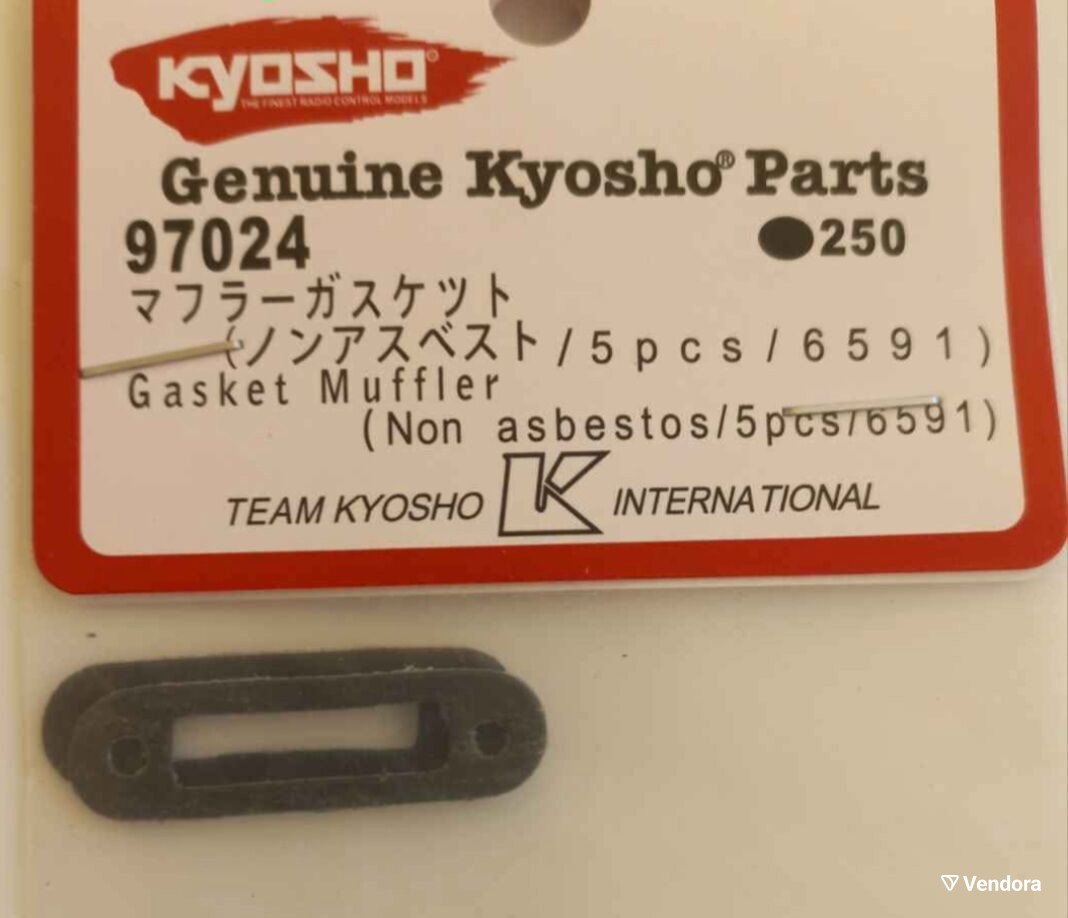 KYOSHO®
THE FINEST RADIO CONTROL MODELS
Genuine Kyosho® Parts
97024 ●250
マフラーガスケット
(ノンアスベスト/5pcs/6591)
Gasket Muffler
(Non asbestos/5pcs/6591)
TEAM KYOSHO K INTERNATIONAL
Vendora